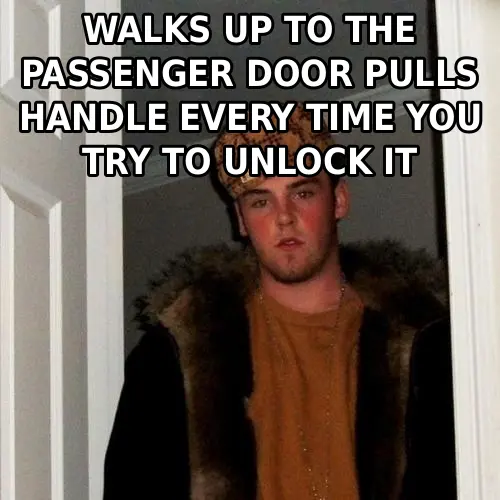 WALKS UP TO THE
PASSENGER DOOR PULLS
HANDLE EVERY TIME YOU
TRY TO UNLOCK IT